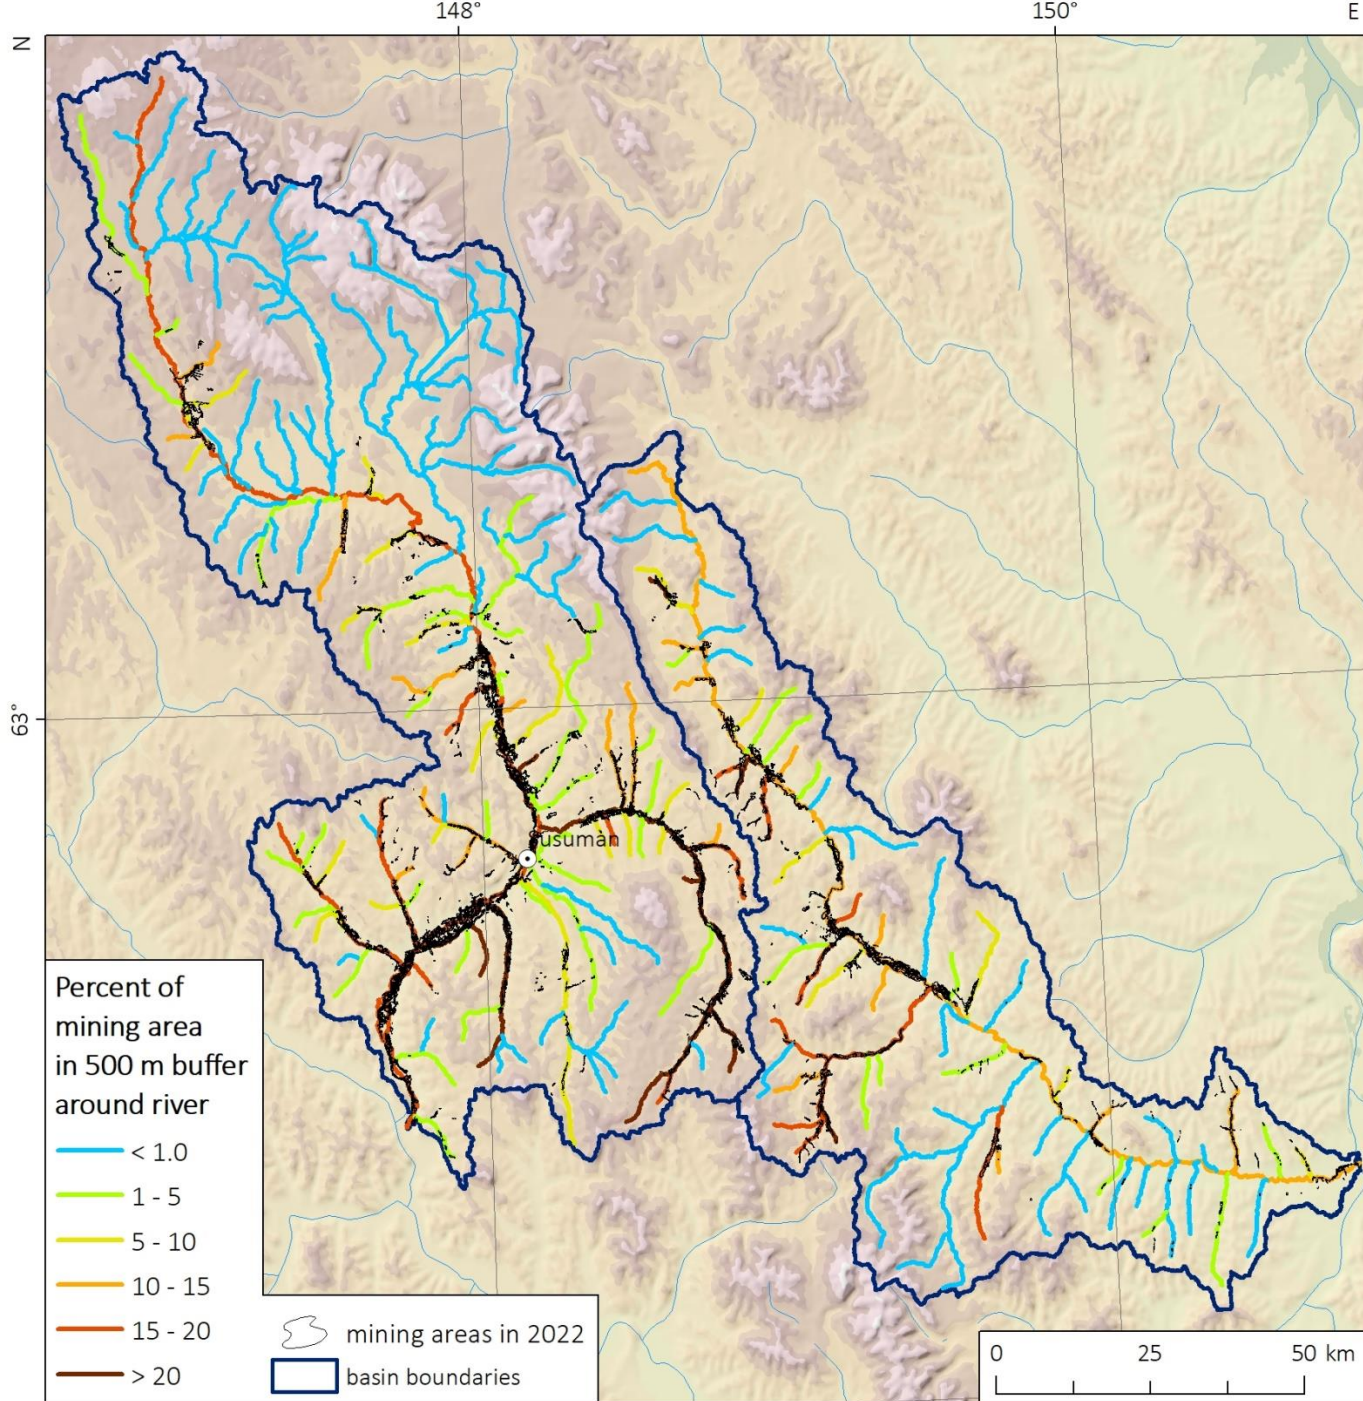 148°
150°
E
N
63°
usuman
Percent of
mining area
in 500 m buffer
around river
< 1.0
1 - 5
5 - 10
10 - 15
15 - 20
> 20
mining areas in 2022
basin boundaries
0 25 50 km